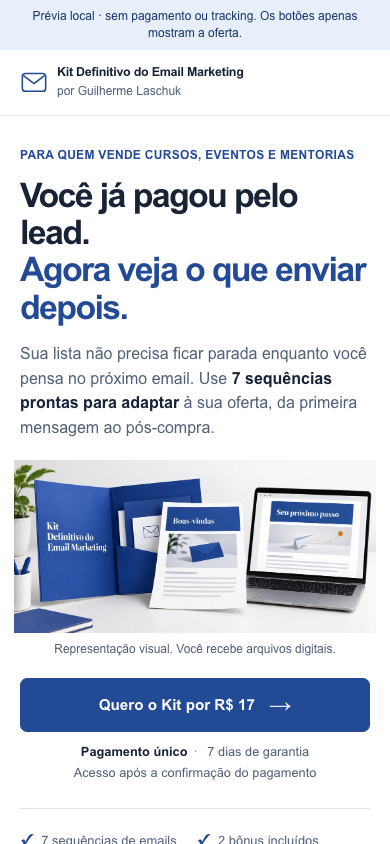 Prévia local · sem pagamento ou tracking. Os botões apenas
mostram a oferta.
Kit Definitivo do Email Marketing
por Guilherme Laschuk
PARA QUEM VENDE CURSOS, EVENTOS E MENTORIAS
Você já pagou pelo
lead.
Agora veja o que enviar
depois.
Sua lista não precisa ficar parada enquanto você
pensa no próximo email. Use 7 sequências
prontas para adaptar à sua oferta, da primeira
mensagem ao pós-compra.
Kit
Definitivo do
Email Marketing
Boas-vindas
Seu próximo passo
Representação visual. Você recebe arquivos digitais.
Quero o Kit por R$ 17 →
Pagamento único · 7 dias de garantia
Acesso após a confirmação do pagamento
✓ 7 sequências de emails ✓ 2 bônus incluídos